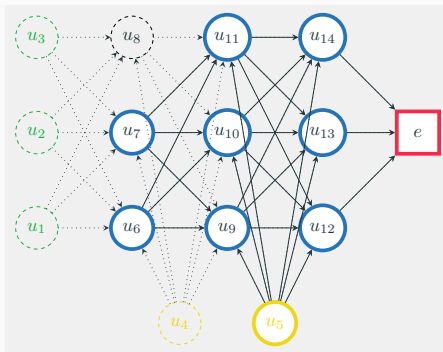 u₃ u₈ u₁₁ u₁₄
u₂ u₇ u₁₀ u₁₃ e
u₁ u₆ u₉ u₁₂
u₄ u₅